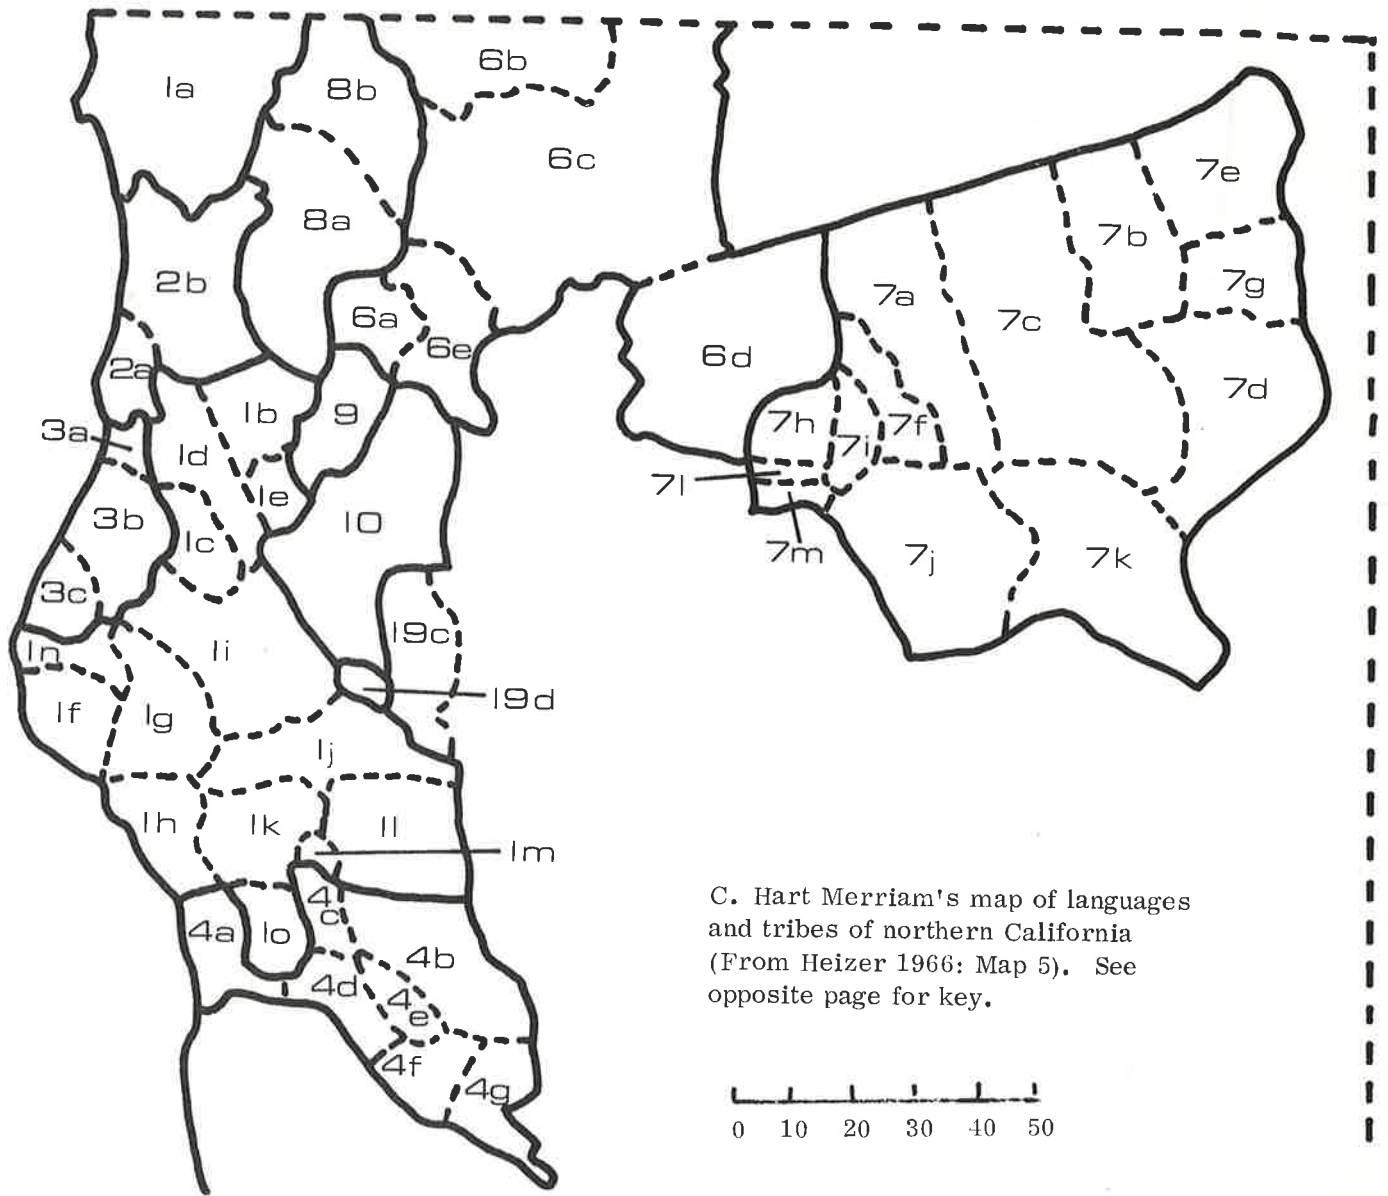 1a
8b
6b
6c
7e
8a
7b
2b
7a
7c
7g
6a
6e
6d
7d
2a
1b
9
3a
1d
7h
7i
7f
1e
7l
3b
1c
10
7m
7j
7k
3c
19c
1n
1i
19d
1f
1g
1j
1h
1k
1l
1m
4c
4a
1o
4b
4d
4e
4f
4g
C. Hart Merriam's map of languages
and tribes of northern California
(From Heizer 1966: Map 5). See
opposite page for key.
0 10 20 30 40 50